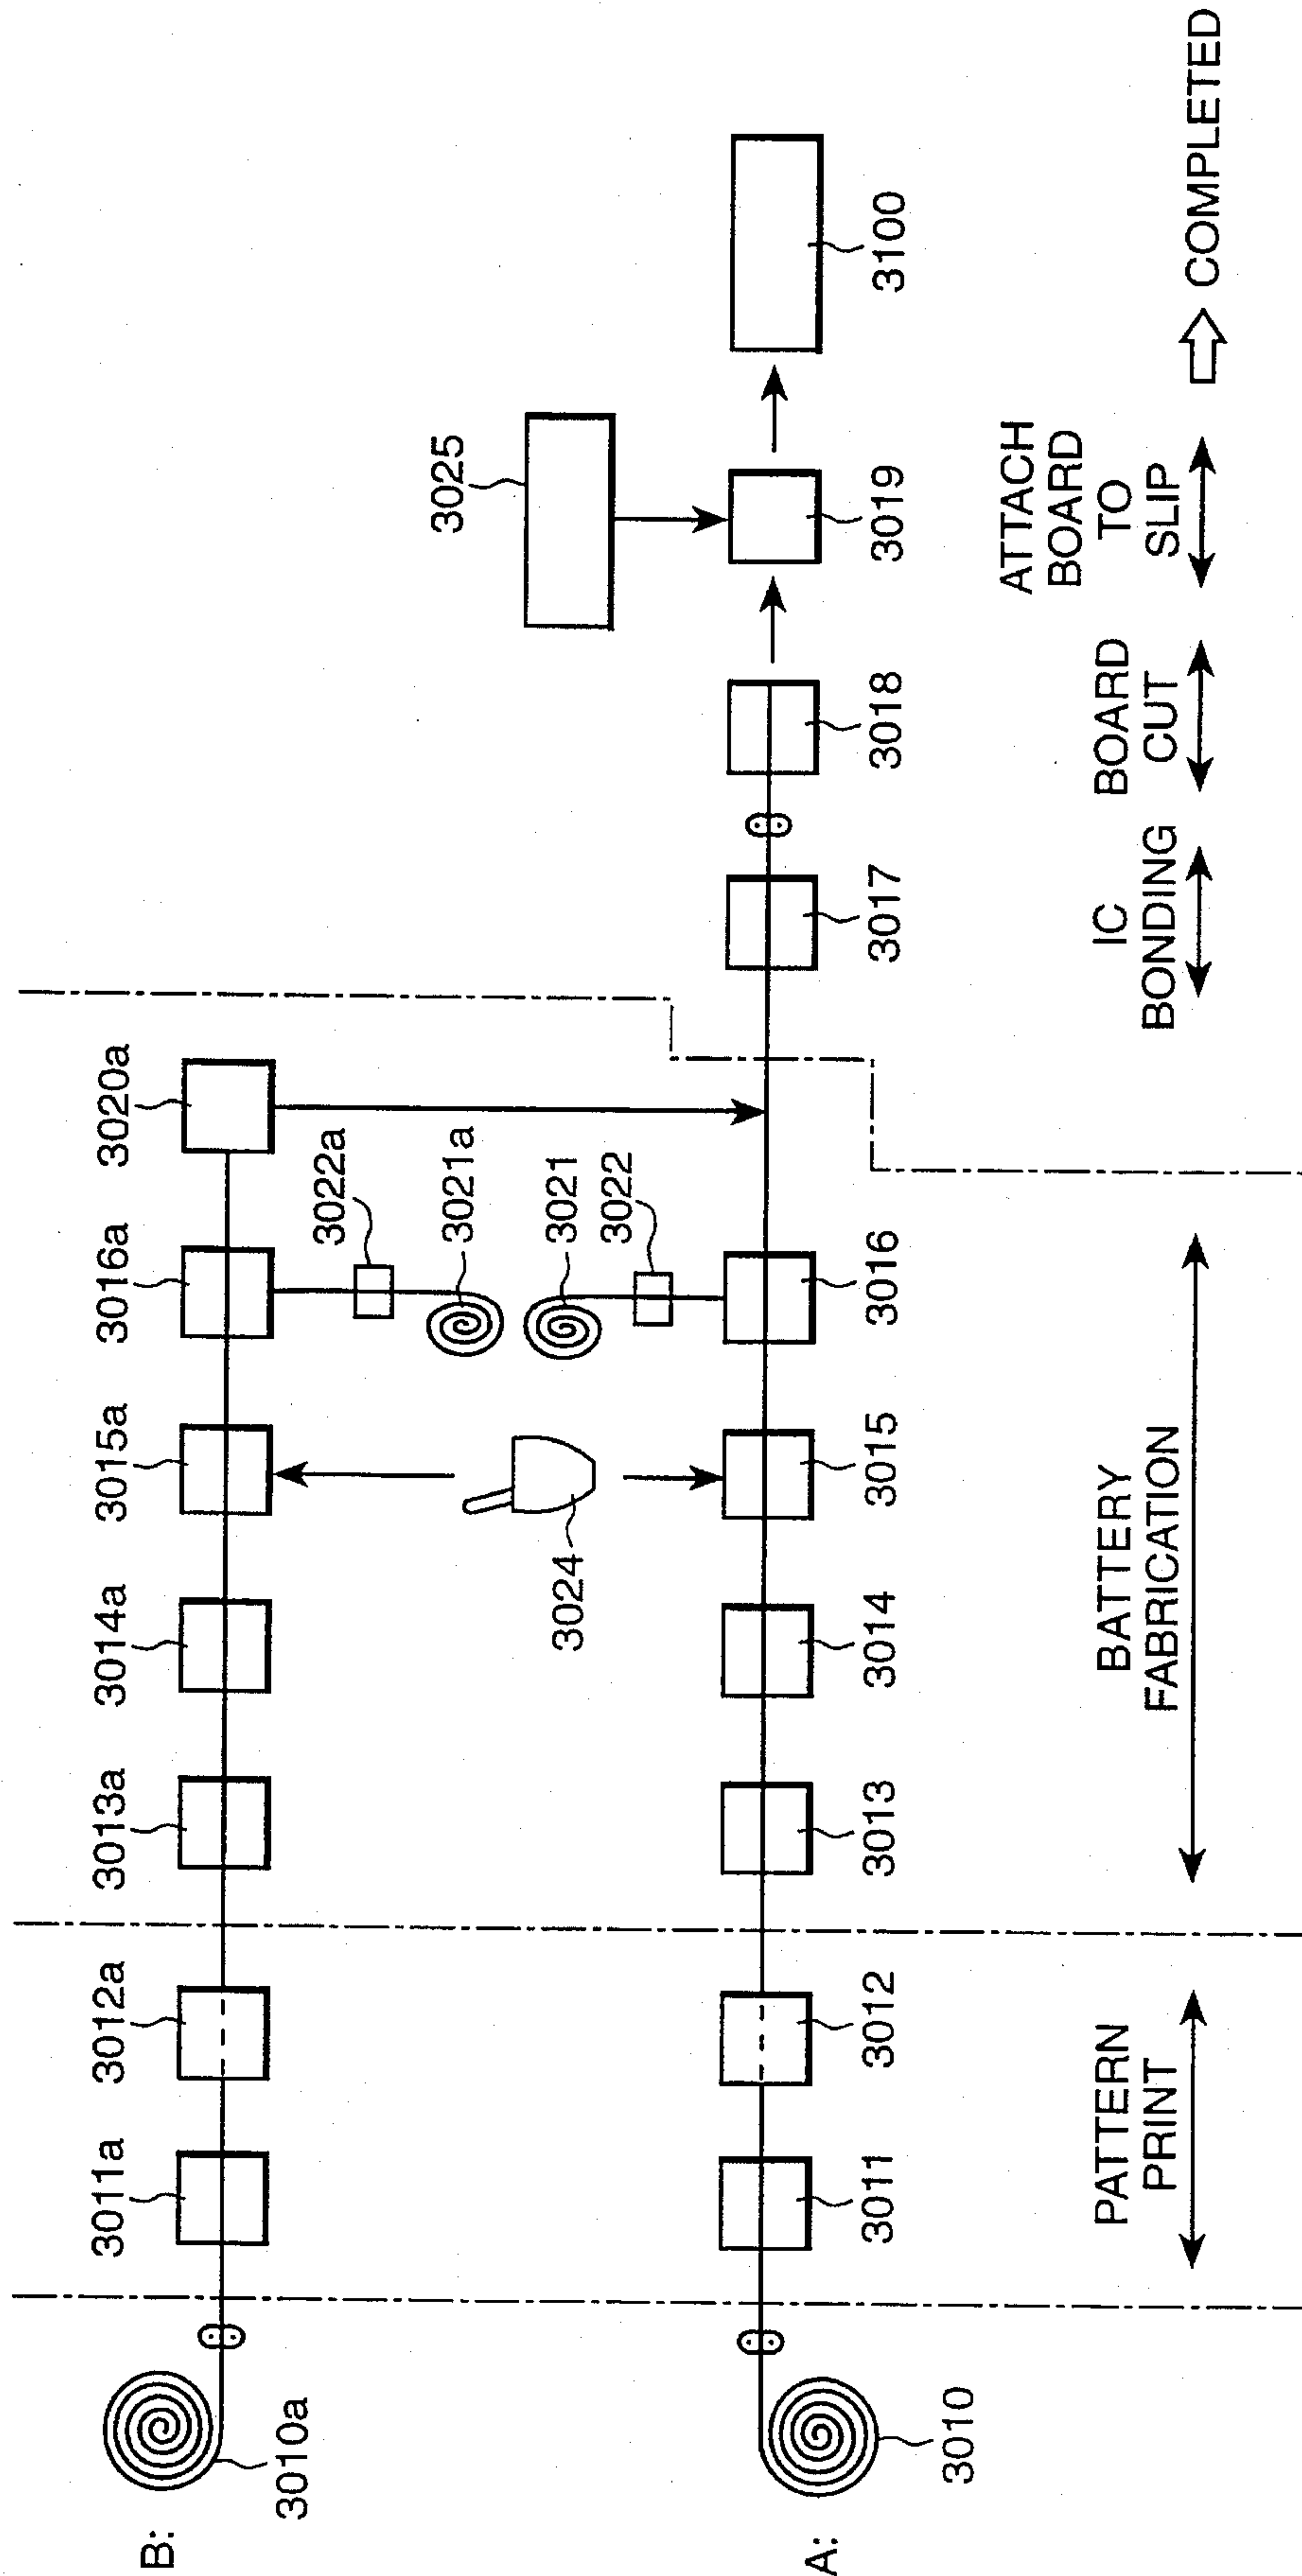 B:
3010a
3011a
3012a
3013a
3014a
3015a
3016a
3020a
3022a
3021a
3021
3022
3024
3025
A:
3010
3011
3012
3013
3014
3015
3016
3017
3018
3019
3100
PATTERN
PRINT
BATTERY
FABRICATION
IC
BONDING
BOARD
CUT
ATTACH
BOARD
TO
SLIP
COMPLETED